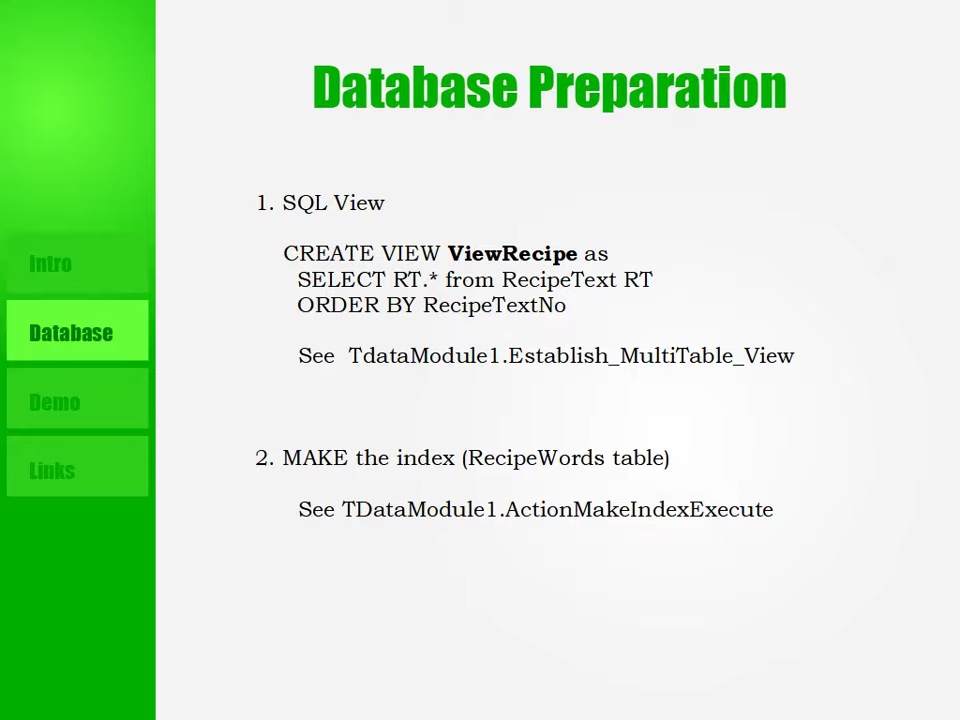 Database Preparation
1. SQL View
CREATE VIEW ViewRecipe as
SELECT RT.* from RecipeText RT
ORDER BY RecipeTextNo
See TdataModule1.Establish_MultiTable_View
2. MAKE the index (RecipeWords table)
See TDataModule1.ActionMakeIndexExecute
Intro
Database
Demo
Links